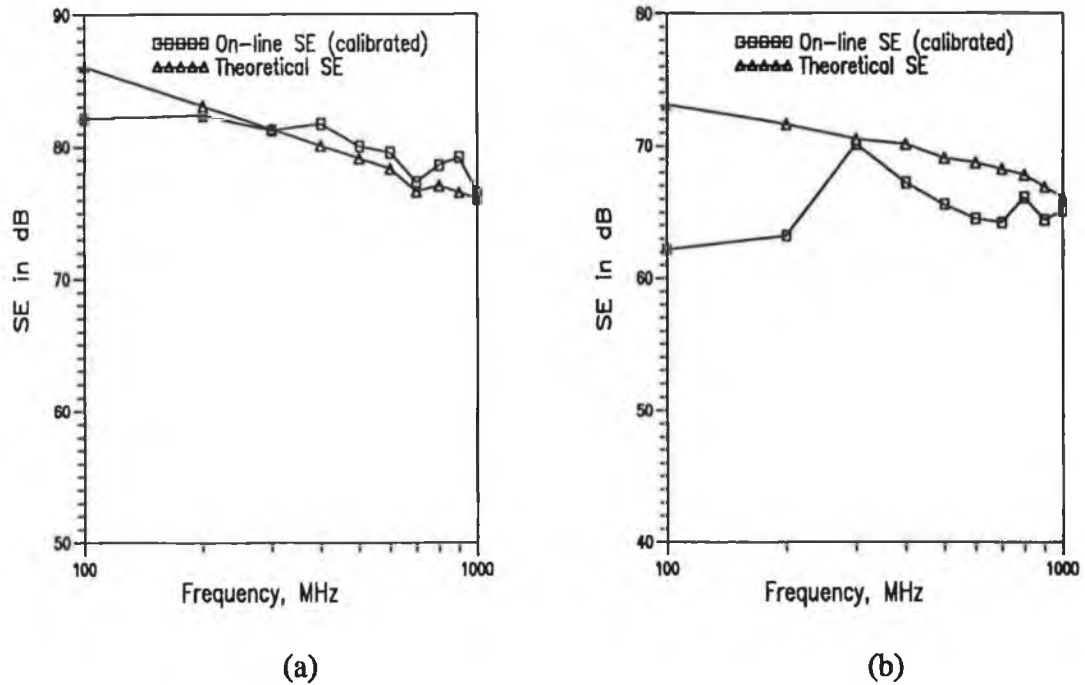 90
80
70
60
50
SE in dB
On-line SE (calibrated)
Theoretical SE
100
1000
Frequency, MHz
(a)
80
70
60
50
40
SE in dB
On-line SE (calibrated)
Theoretical SE
100
1000
Frequency, MHz
(b)